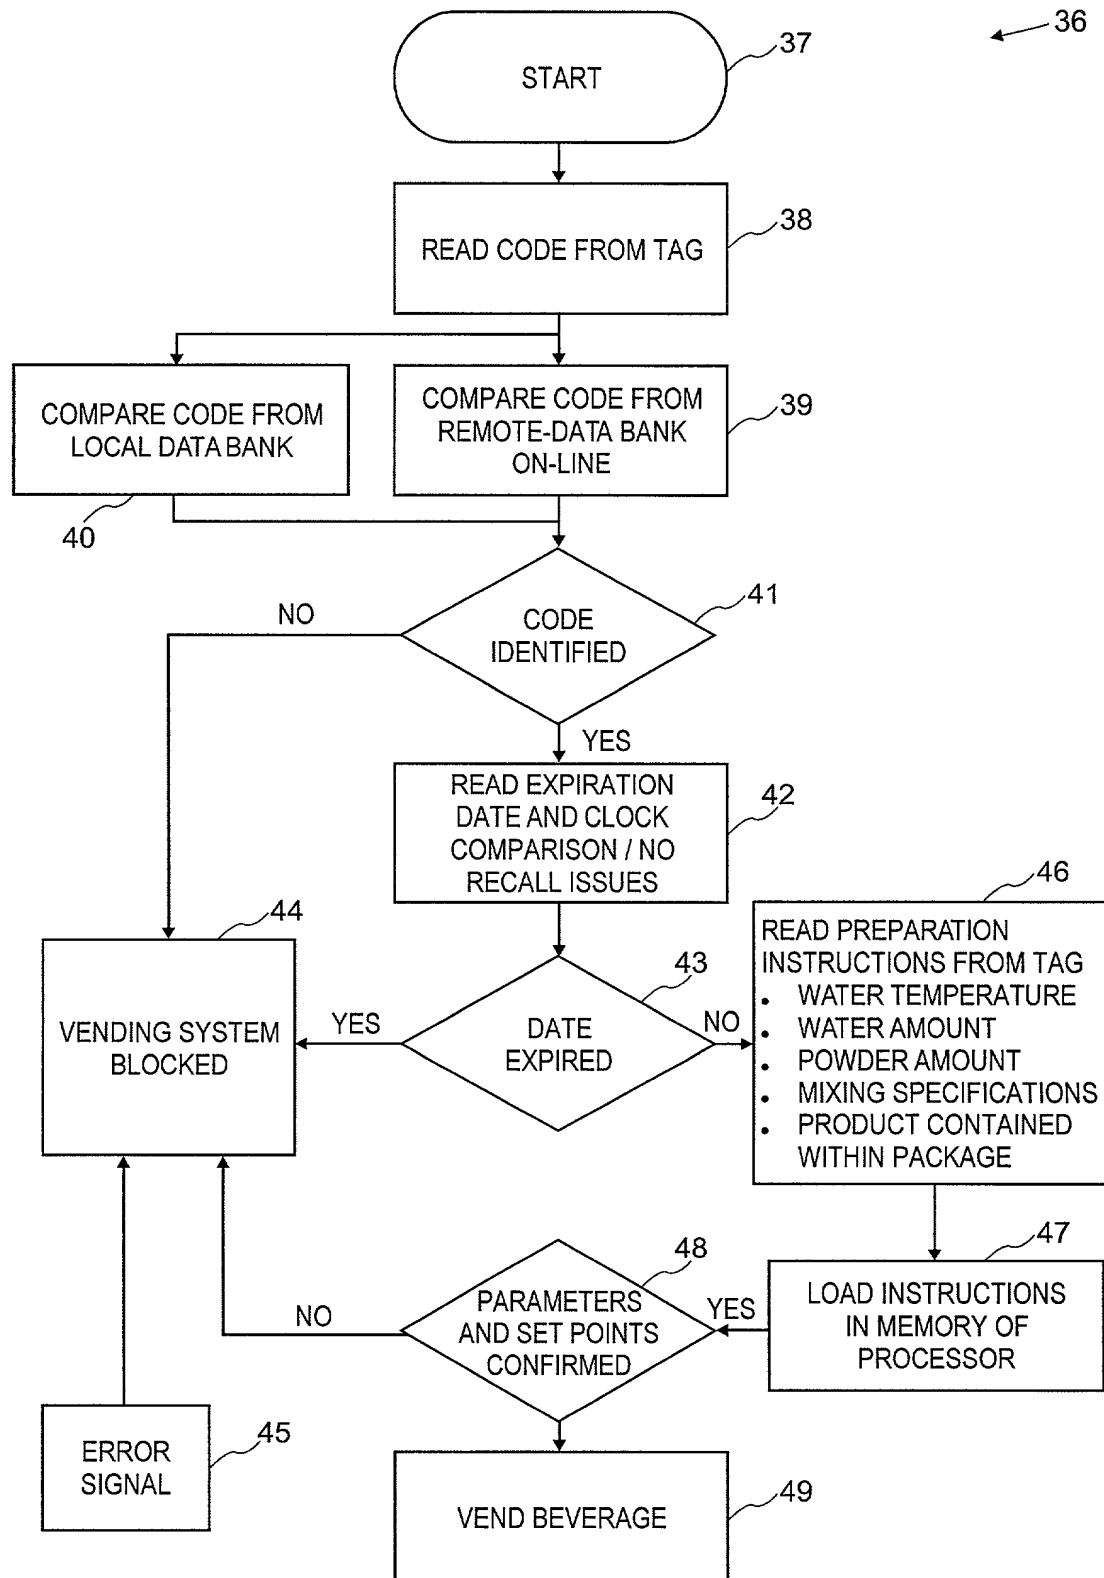 36
START
37
READ CODE FROM TAG
38
COMPARE CODE FROM
LOCAL DATA BANK
40
COMPARE CODE FROM
REMOTE-DATA BANK
ON-LINE
39
CODE
IDENTIFIED
41
NO
YES
READ EXPIRATION
DATE AND CLOCK
COMPARISON / NO
RECALL ISSUES
42
44
VENDING SYSTEM
BLOCKED
YES
DATE
EXPIRED
43
NO
46
READ PREPARATION
INSTRUCTIONS FROM TAG
• WATER TEMPERATURE
• WATER AMOUNT
• POWDER AMOUNT
• MIXING SPECIFICATIONS
• PRODUCT CONTAINED
WITHIN PACKAGE
47
LOAD INSTRUCTIONS
IN MEMORY OF
PROCESSOR
YES
48
PARAMETERS
AND SET POINTS
CONFIRMED
NO
ERROR
SIGNAL
45
VEND BEVERAGE
49